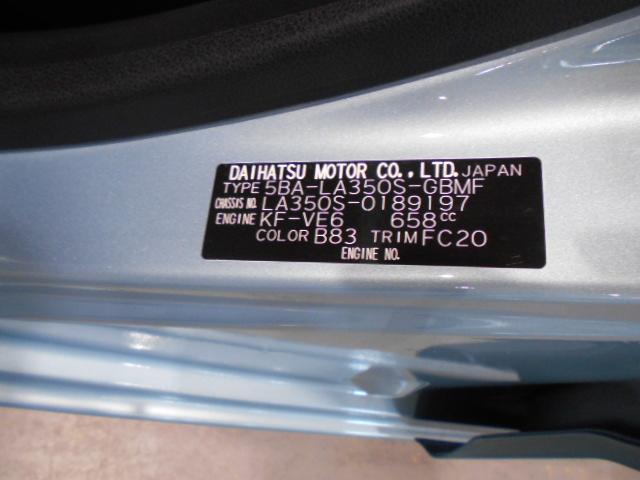 DAIHATSU MOTOR CO., LTD. JAPAN
TYPE 5BA-LA350S-GBMF
CHASSIS NO. LA350S-0189197
ENGINE KF-VE6 658cc
COLOR B83 TRIM FC20
ENGINE NO.